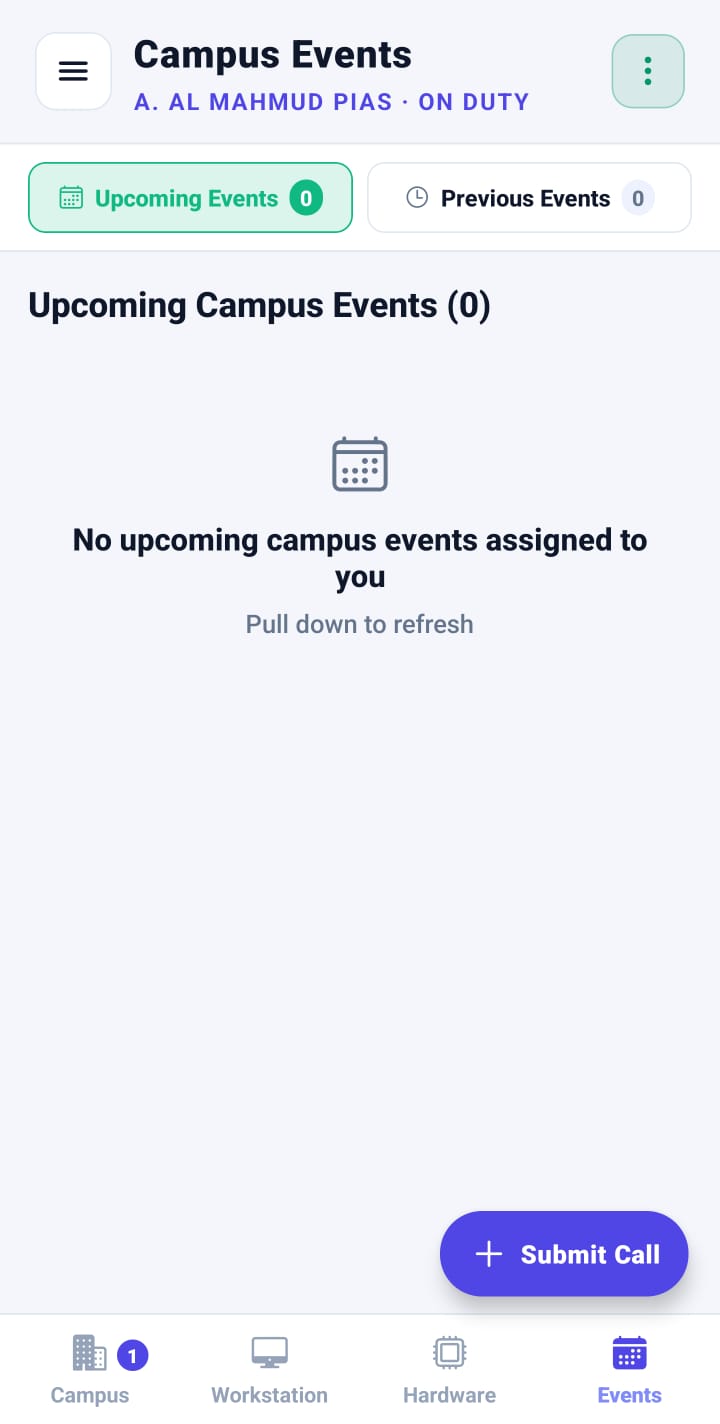 Campus Events
A. AL MAHMUD PIAS · ON DUTY
Upcoming Events 0
Previous Events 0
Upcoming Campus Events (0)
No upcoming campus events assigned to
you
Pull down to refresh
Submit Call
1
Campus
Workstation
Hardware
Events